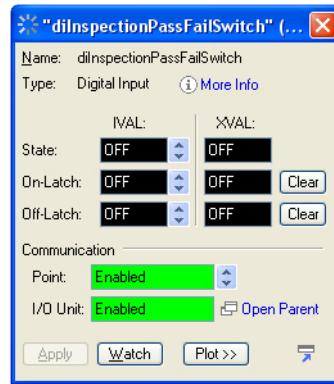 "diInspectionPassFailSwitch" (...
Name: diInspectionPassFailSwitch
Type: Digital Input More Info
IVAL: XVAL:
State: OFF OFF
On-Latch: OFF OFF Clear
Off-Latch: OFF OFF Clear
Communication
Point: Enabled
I/O Unit: Enabled Open Parent
Apply Watch Plot >>